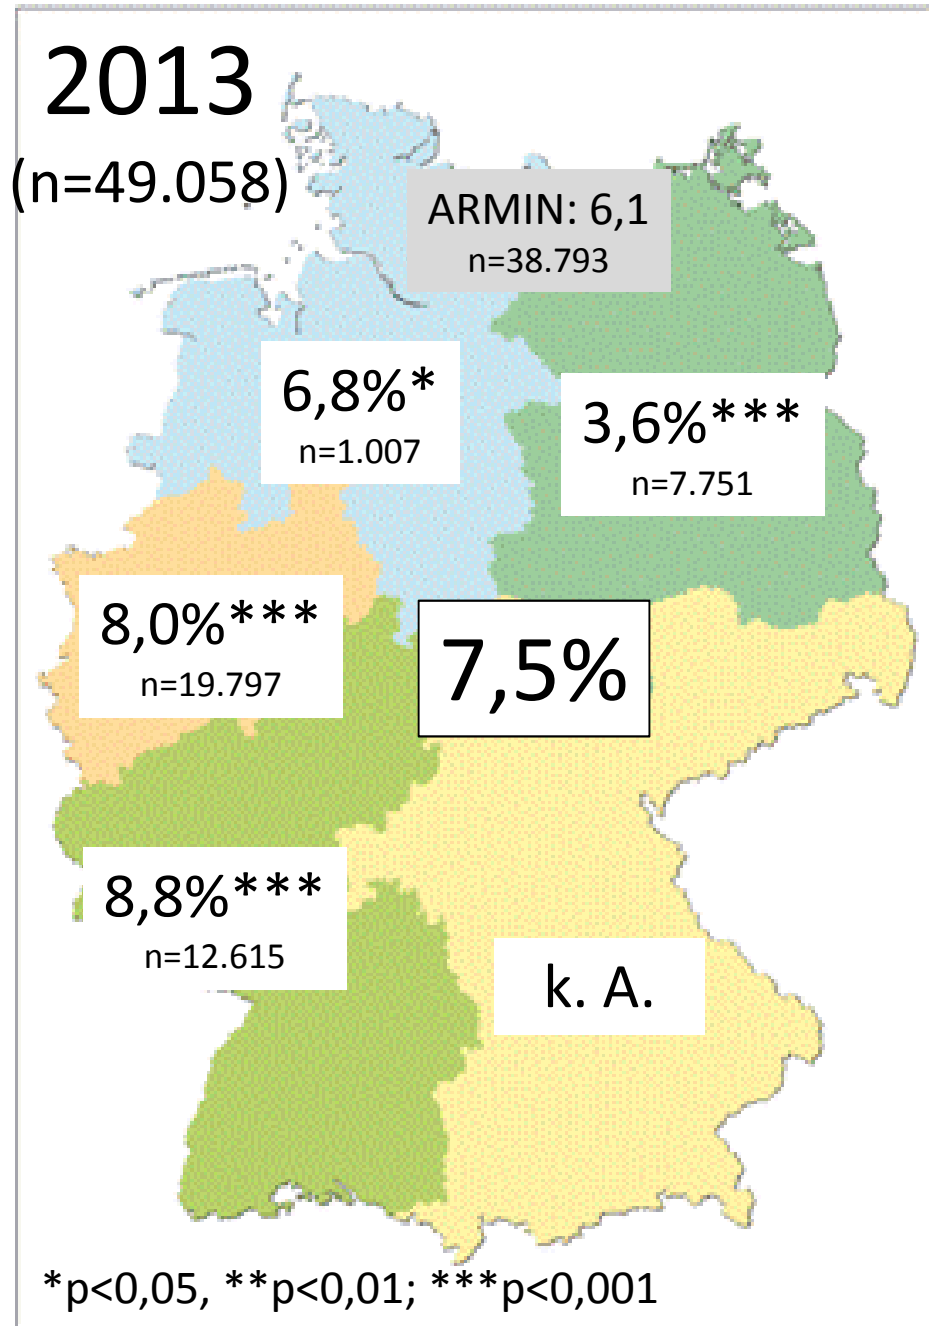 2013
(n=49.058)
ARMIN: 6,1
n=38.793
6,8%*
n=1.007
3,6%***
n=7.751
8,0%***
n=19.797
7,5%
8,8%***
n=12.615
k. A.
*p<0,05, **p<0,01; ***p<0,001